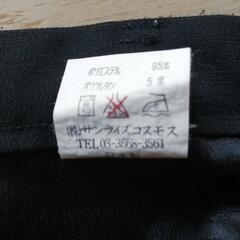 ポリエステル 95%
ポリウレタン 5%
(株)サンライズコスモス
TEL03-3568-3561